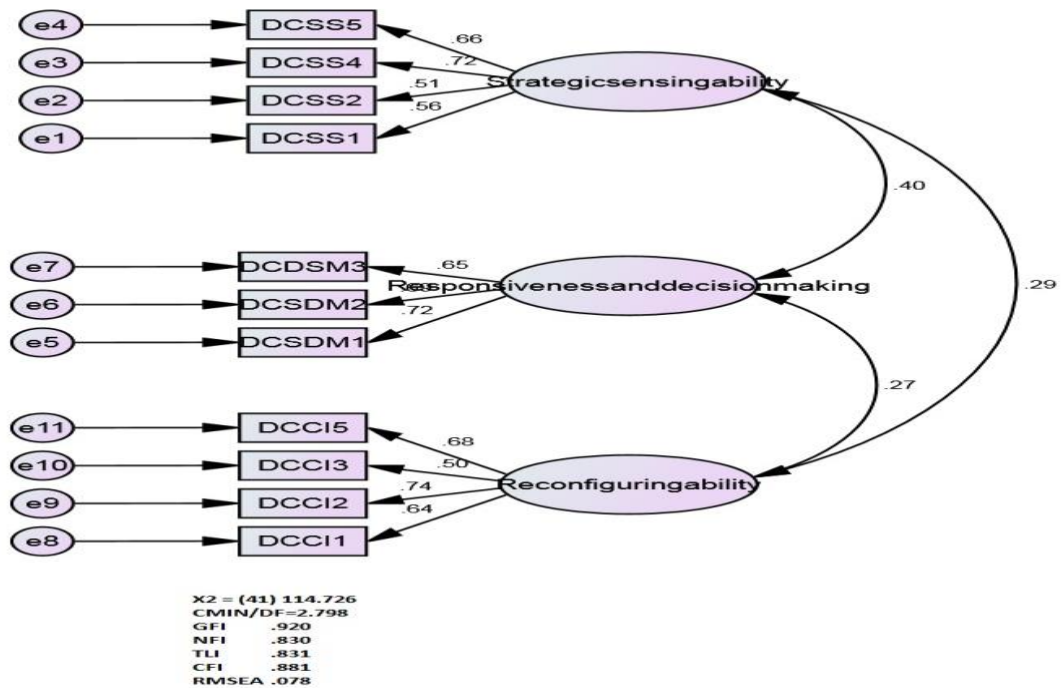 e4 DCSS5 .66
e3 DCSS4 .72 Strategicsensingability
e2 DCSS2 .51
e1 DCSS1 .56
.40
e7 DCDSM3 .65
e6 DCSDM2 Responsivenessanddecisionmaking .29
e5 DCSDM1 .72
.27
e11 DCCI5 .68
e10 DCCI3 .50 Reconfiguringability
e9 DCCI2 .74
e8 DCCI1 .64
X2 = (41) 114.726
CMIN/DF=2.798
GFI .920
NFI .830
TLI .831
CFI .881
RMSEA .078